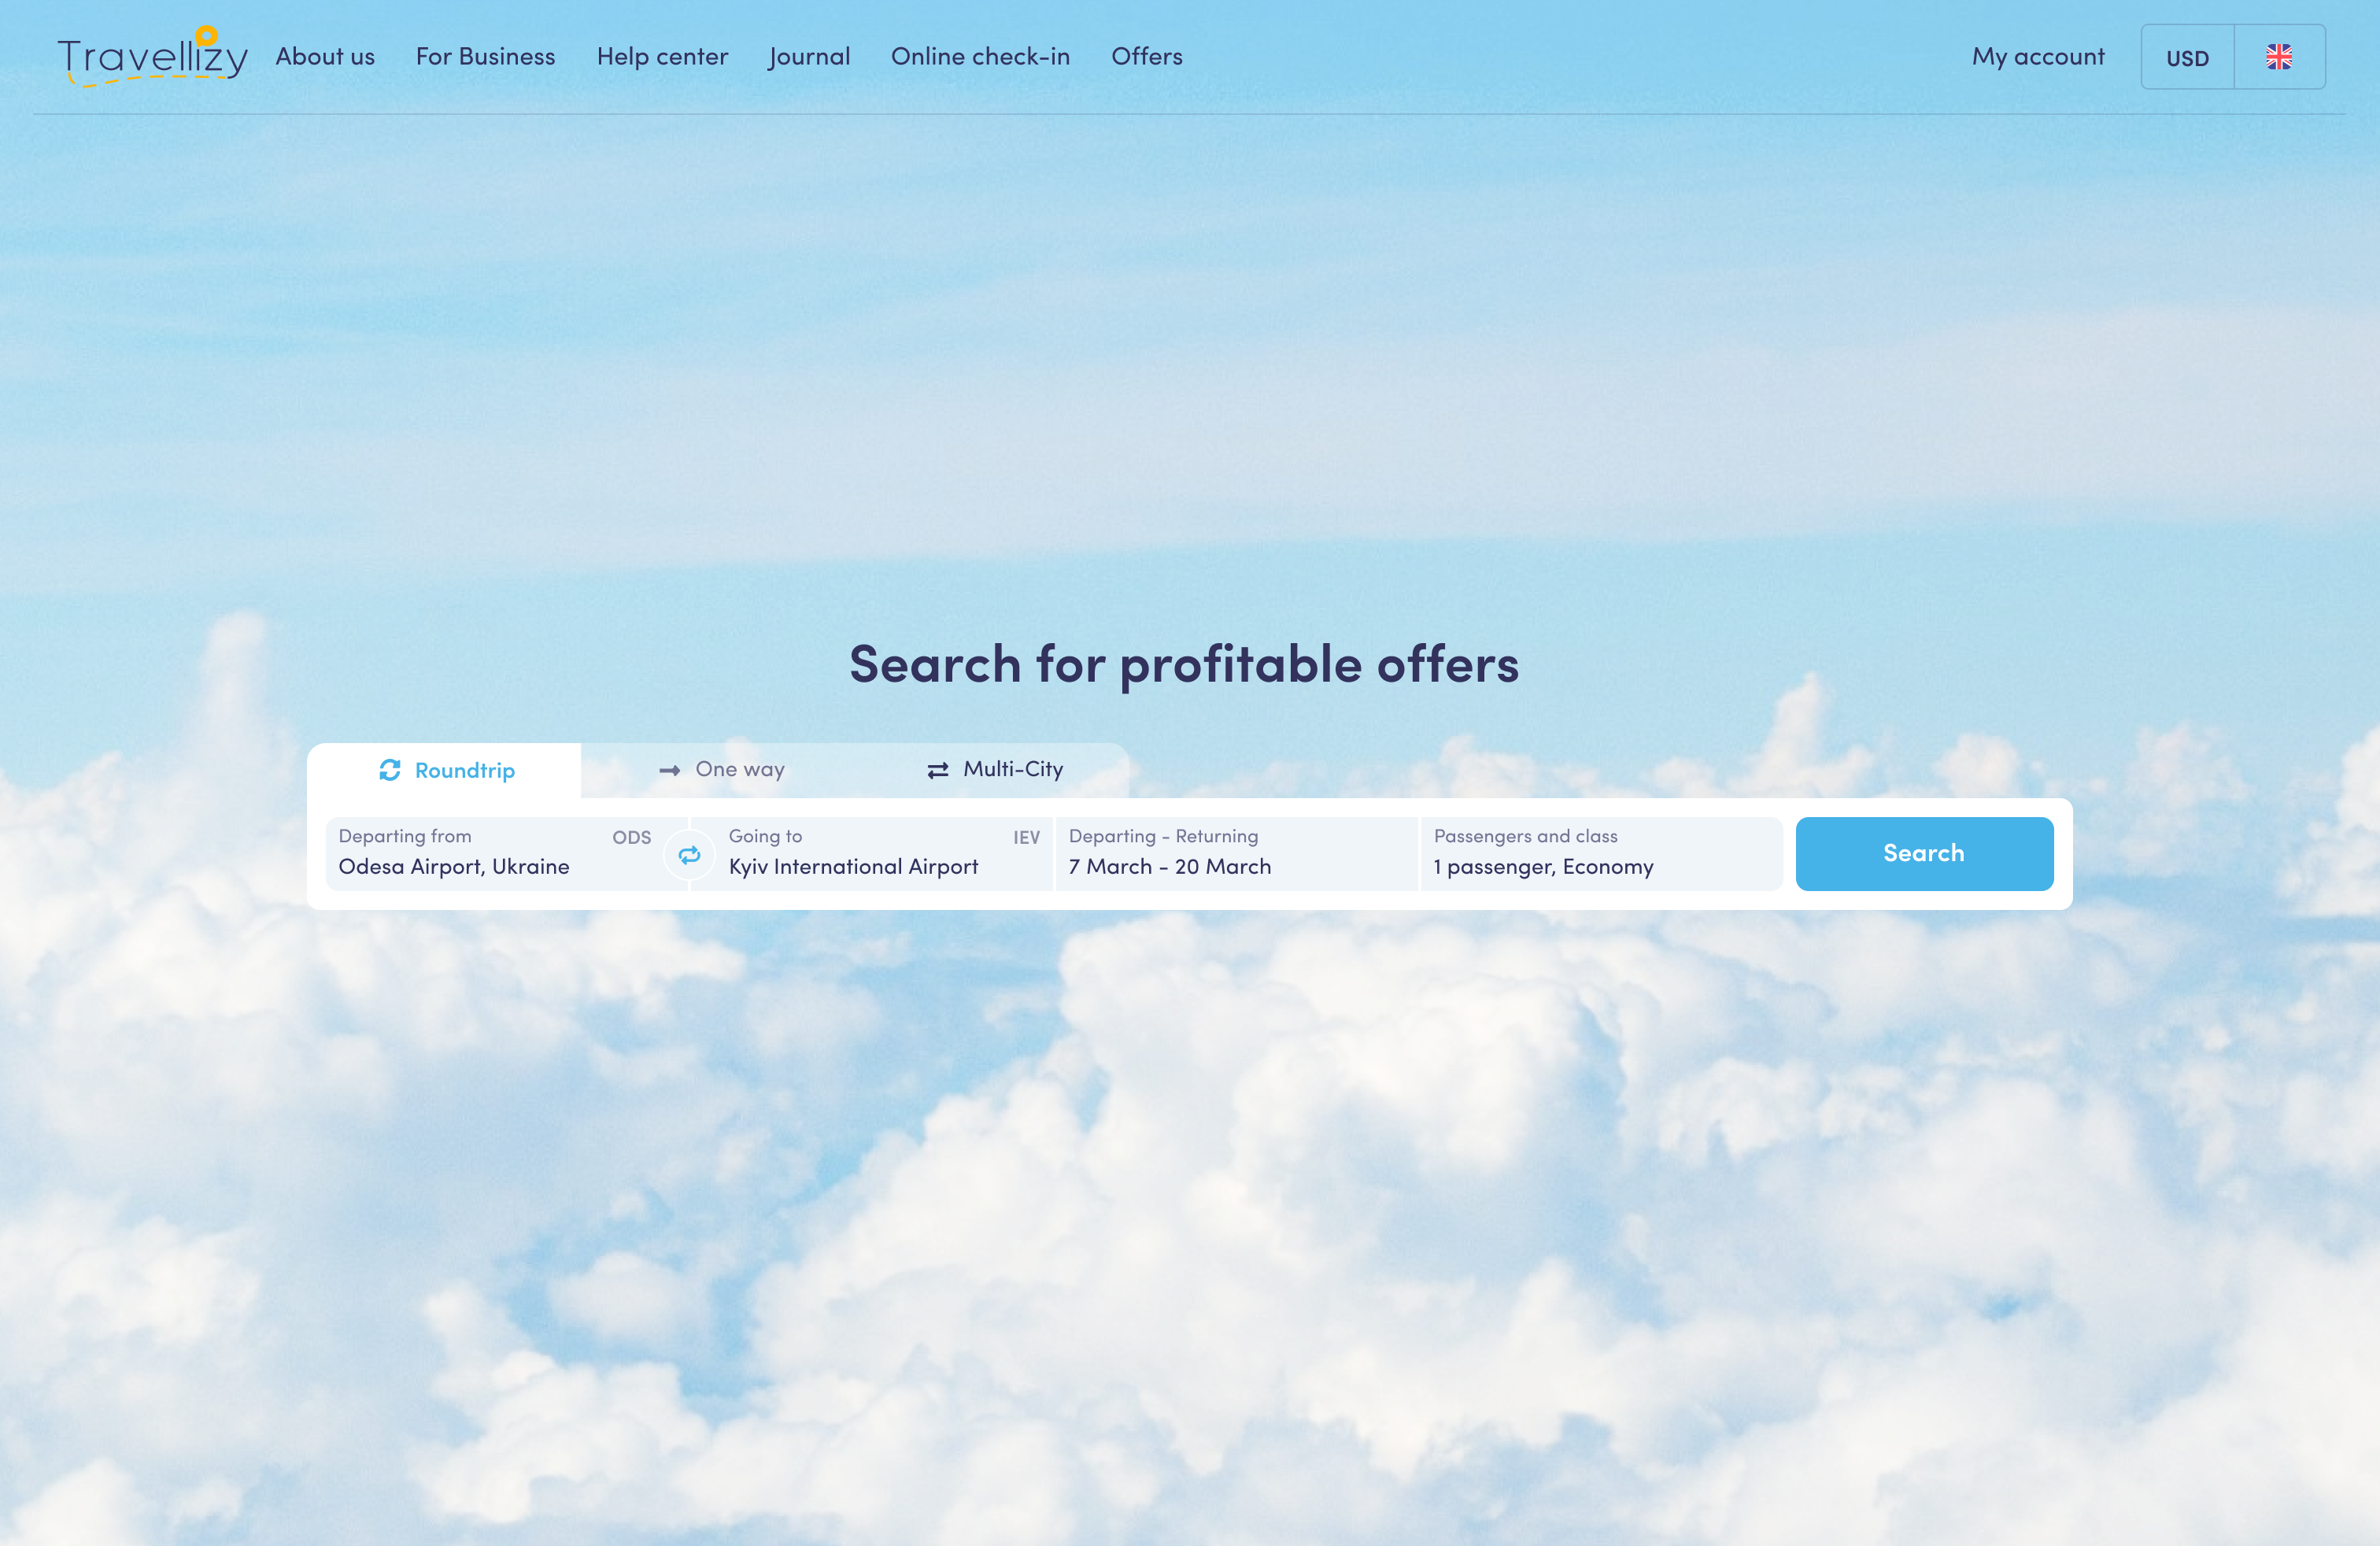 Travellizy About us For Business Help center Journal Online check-in Offers My account USD
Search for profitable offers
Roundtrip One way Multi-City
Departing from ODS Going to IEV Departing - Returning Passengers and class
Odesa Airport, Ukraine Kyiv International Airport 7 March - 20 March 1 passenger, Economy
Search